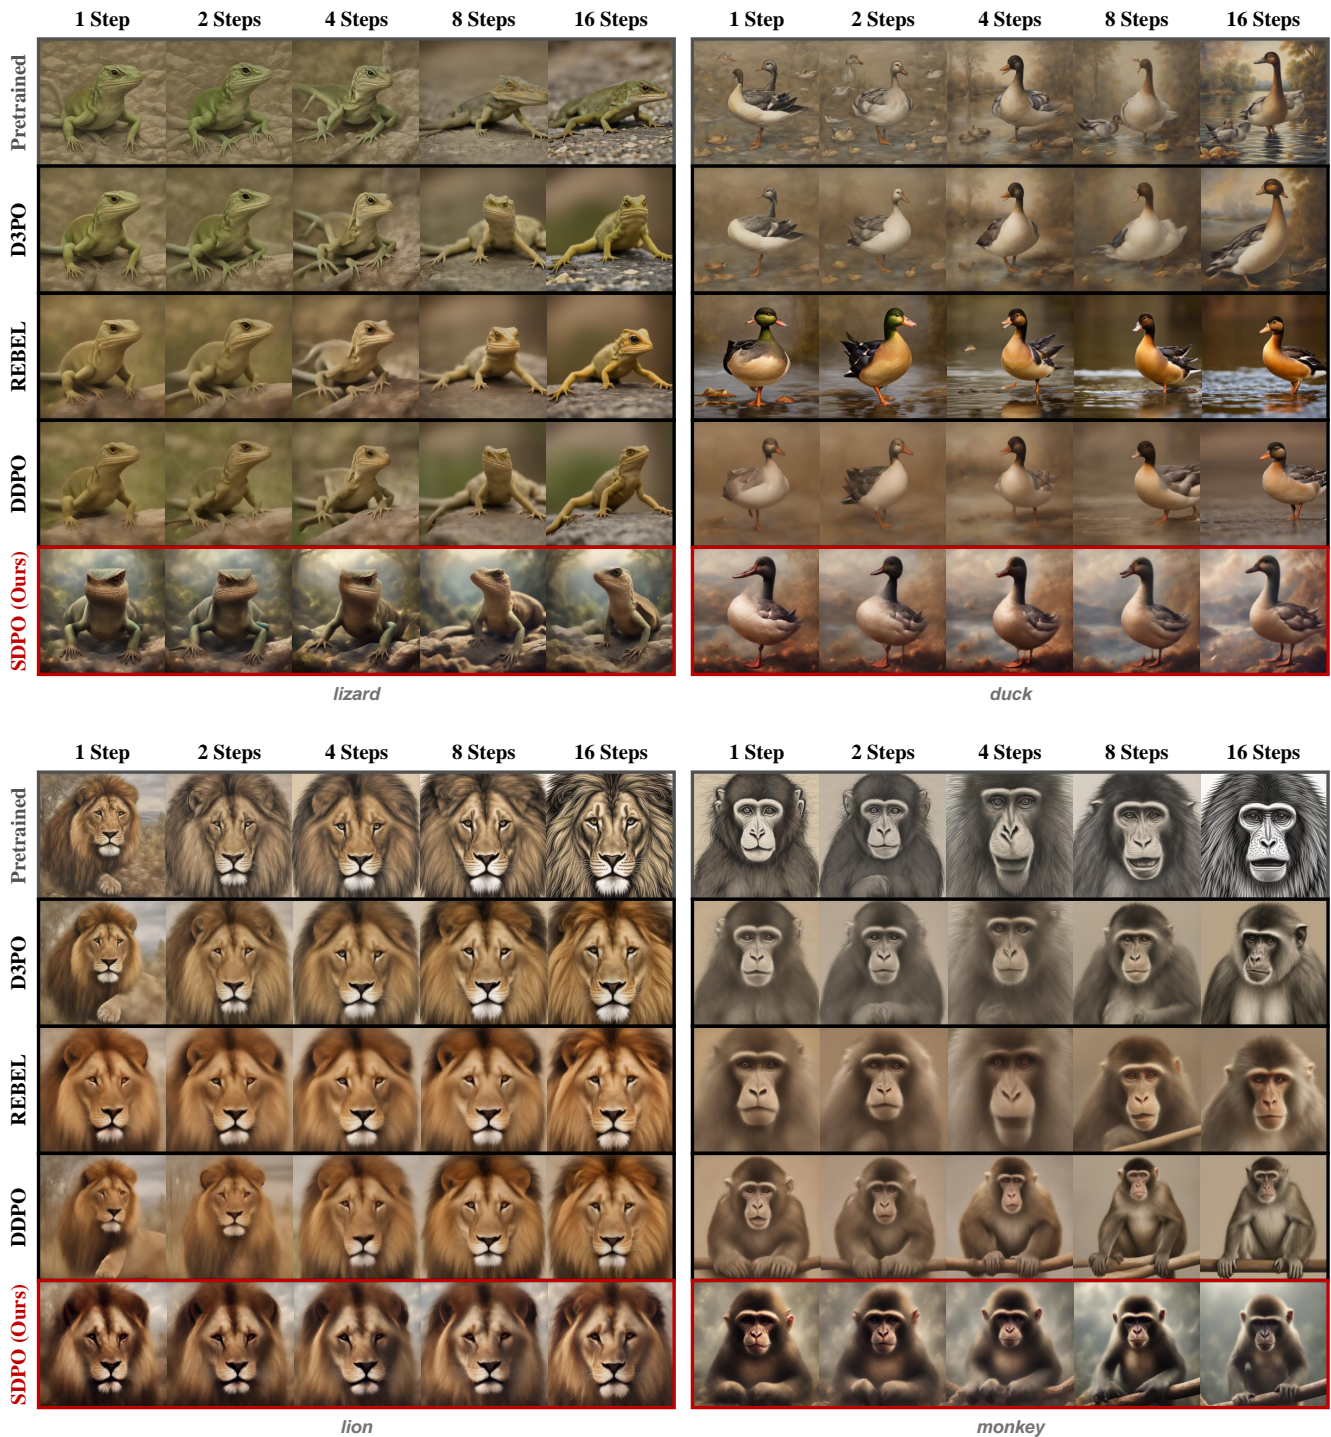 1 Step 2 Steps 4 Steps 8 Steps 16 Steps
Pretrained
D3PO
REBEL
DDPO
SDPO (Ours)
lizard
1 Step 2 Steps 4 Steps 8 Steps 16 Steps
duck
1 Step 2 Steps 4 Steps 8 Steps 16 Steps
Pretrained
D3PO
REBEL
DDPO
SDPO (Ours)
lion
1 Step 2 Steps 4 Steps 8 Steps 16 Steps
monkey